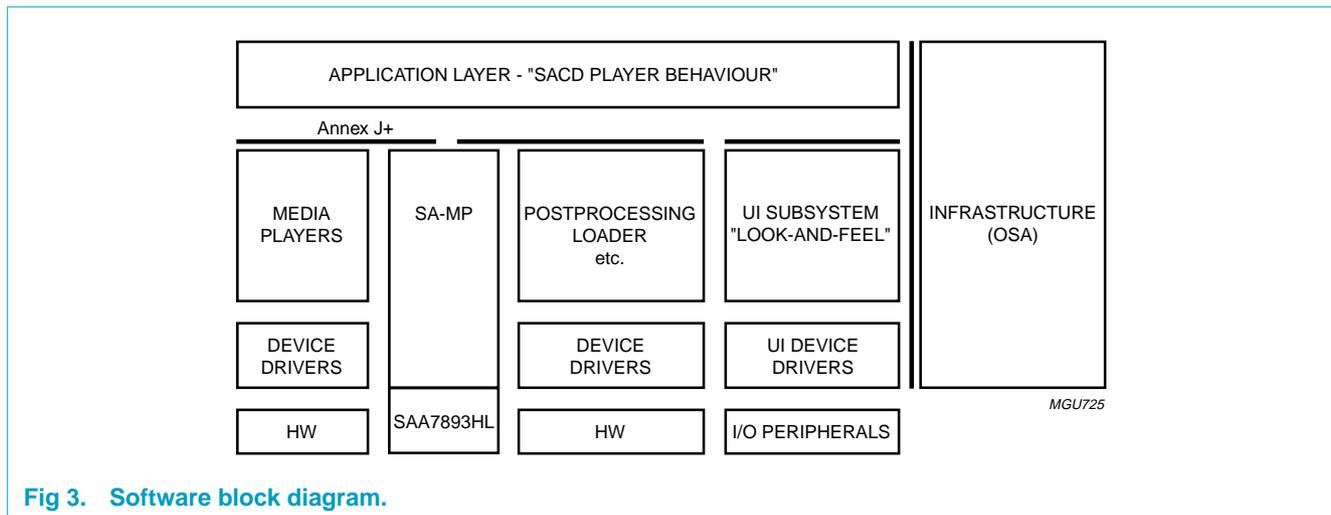 APPLICATION LAYER - "SACD PLAYER BEHAVIOUR"
Annex J+
MEDIA
PLAYERS
SA-MP
POSTPROCESSING
LOADER
etc.
UI SUBSYSTEM
"LOOK-AND-FEEL"
INFRASTRUCTURE
(OSA)
DEVICE
DRIVERS
DEVICE
DRIVERS
UI DEVICE
DRIVERS
HW
SAA7893HL
HW
I/O PERIPHERALS
MGU725
Fig 3. Software block diagram.